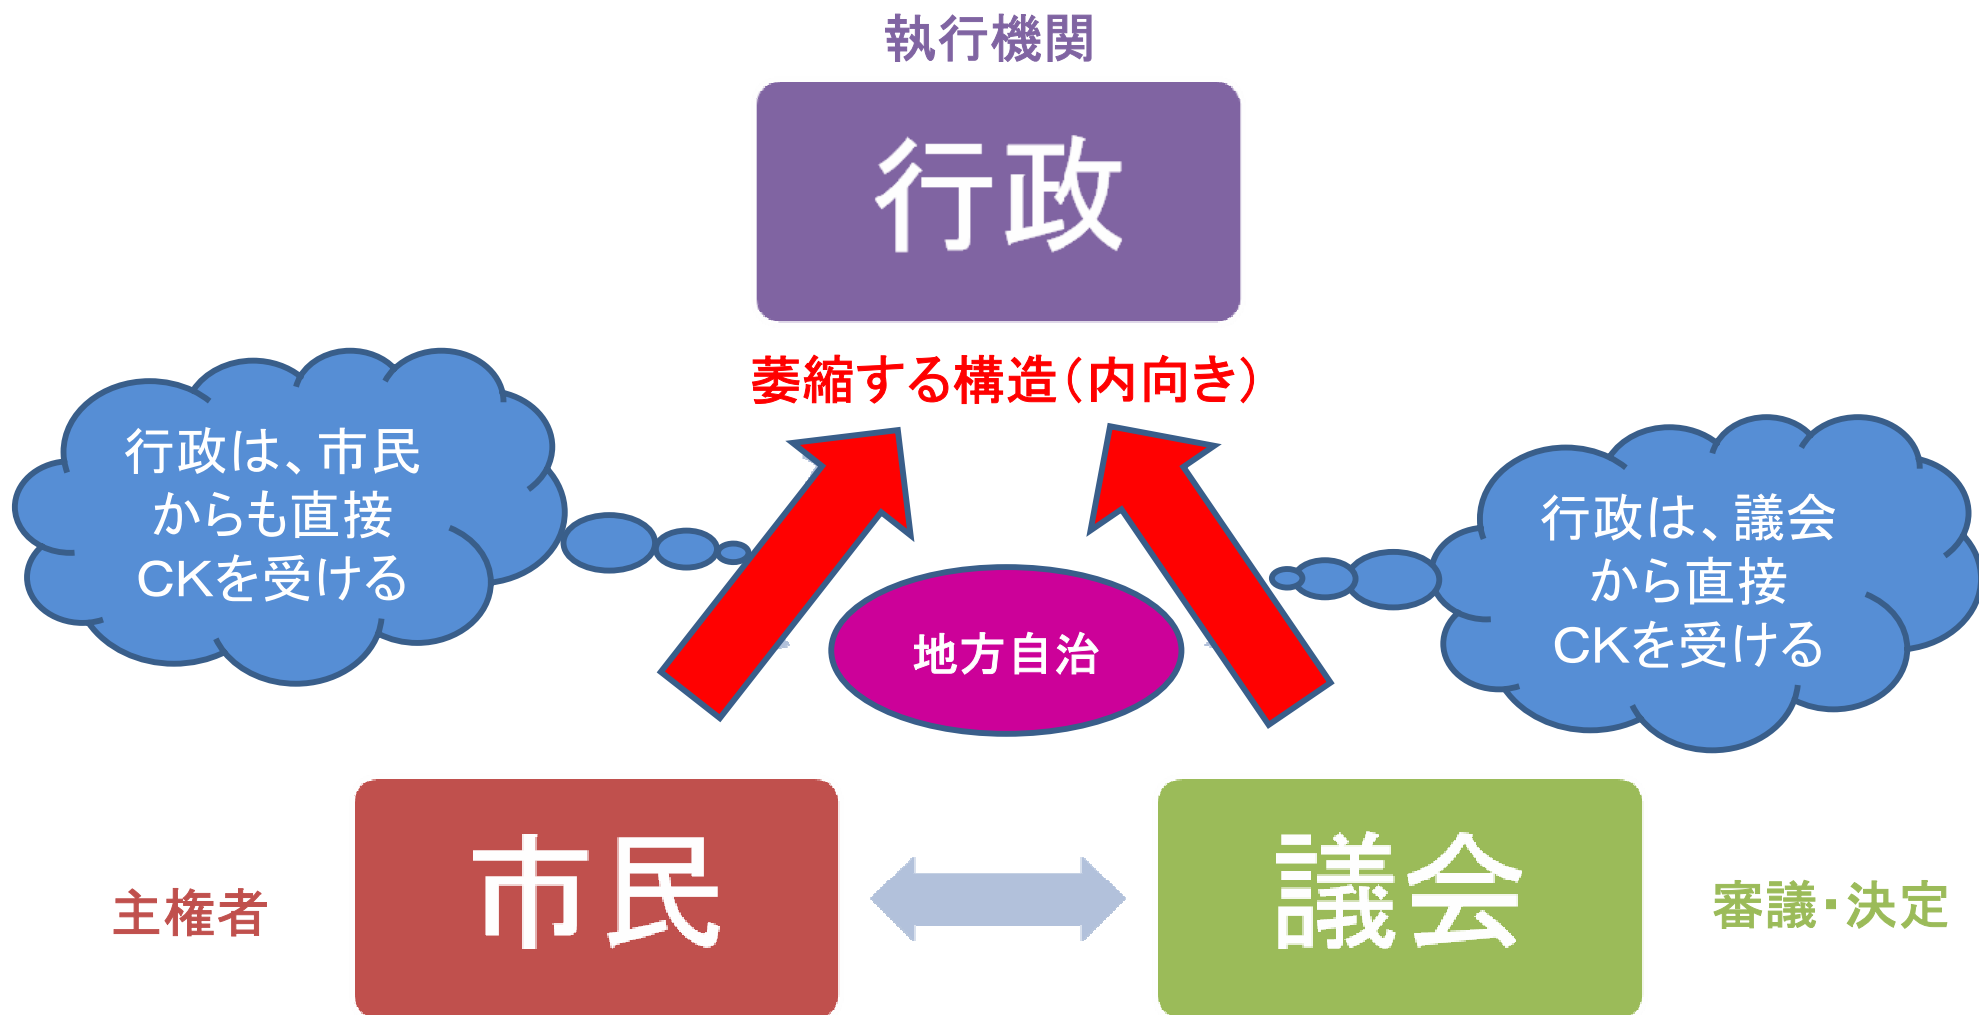 執行機関
行政
萎縮する構造（内向き）
行政は、市民
からも直接
CKを受ける
行政は、議会
から直接
CKを受ける
地方自治
主権者
市民
議会
審議・決定